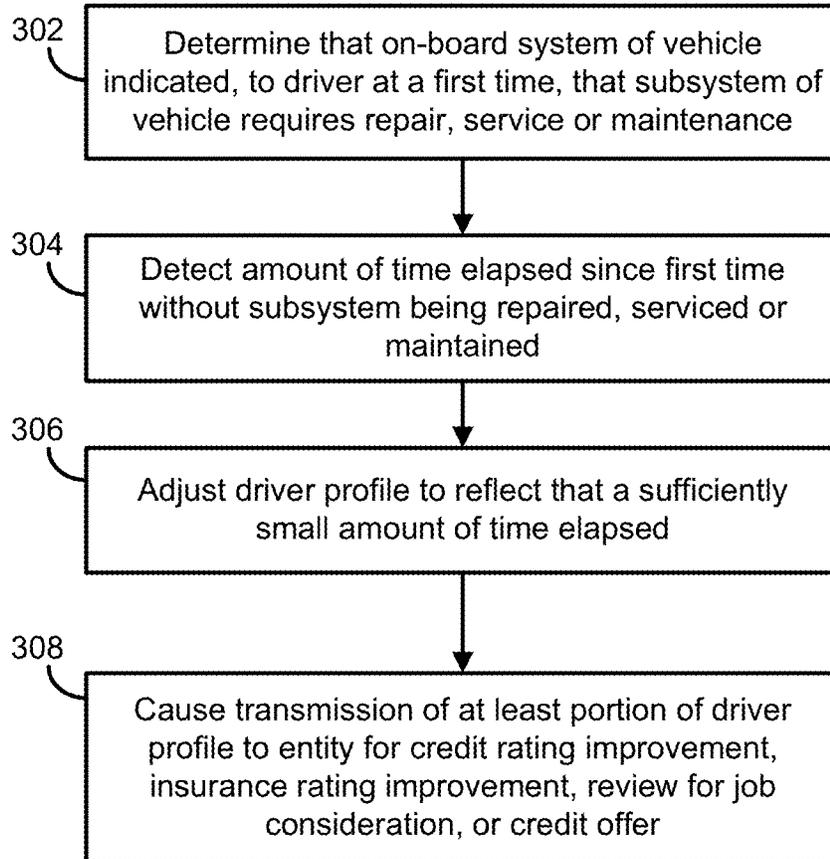 302
Determine that on-board system of vehicle
indicated, to driver at a first time, that subsystem of
vehicle requires repair, service or maintenance
304
Detect amount of time elapsed since first time
without subsystem being repaired, serviced or
maintained
306
Adjust driver profile to reflect that a sufficiently
small amount of time elapsed
308
Cause transmission of at least portion of driver
profile to entity for credit rating improvement,
insurance rating improvement, review for job
consideration, or credit offer